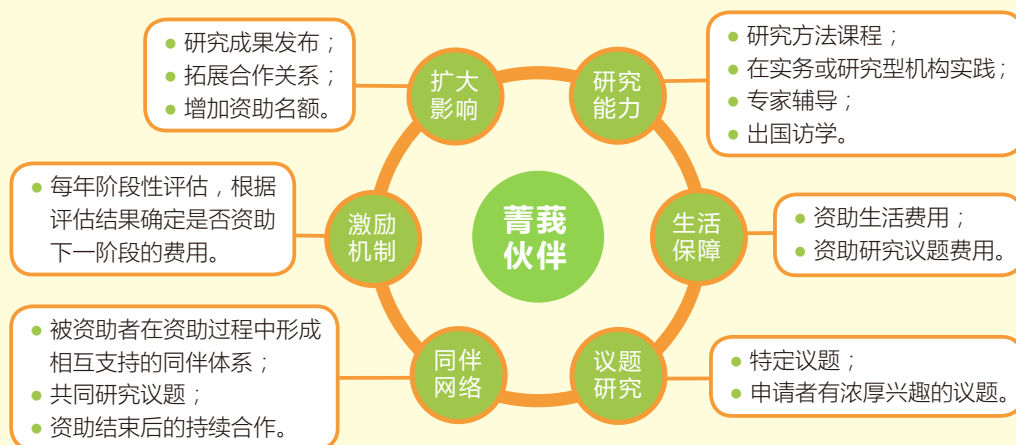 扩大
影响
研究成果发布；
拓展合作关系；
增加资助名额。
研究
能力
研究方法课程；
在实务或研究型机构实践；
专家辅导；
出国访学。
激励
机制
每年阶段性评估，根据
评估结果确定是否资助
下一阶段的费用。
菁莪
伙伴
生活
保障
资助生活费用；
资助研究议题费用。
同伴
网络
被资助者在资助过程中形成
相互支持的同伴体系；
共同研究议题；
资助结束后的持续合作。
议题
研究
特定议题；
申请者有浓厚兴趣的议题。